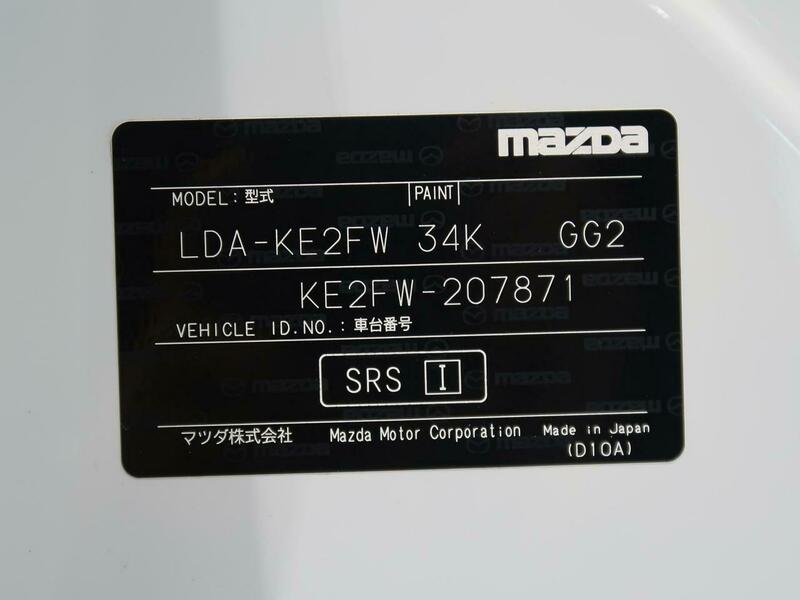 mazda
MODEL : 型式 PAINT
LDA-KE2FW 34K GG2
KE2FW-207871
VEHICLE ID.NO. : 車台番号
SRS I
マツダ株式会社 Mazda Motor Corporation Made in Japan
(D10A)